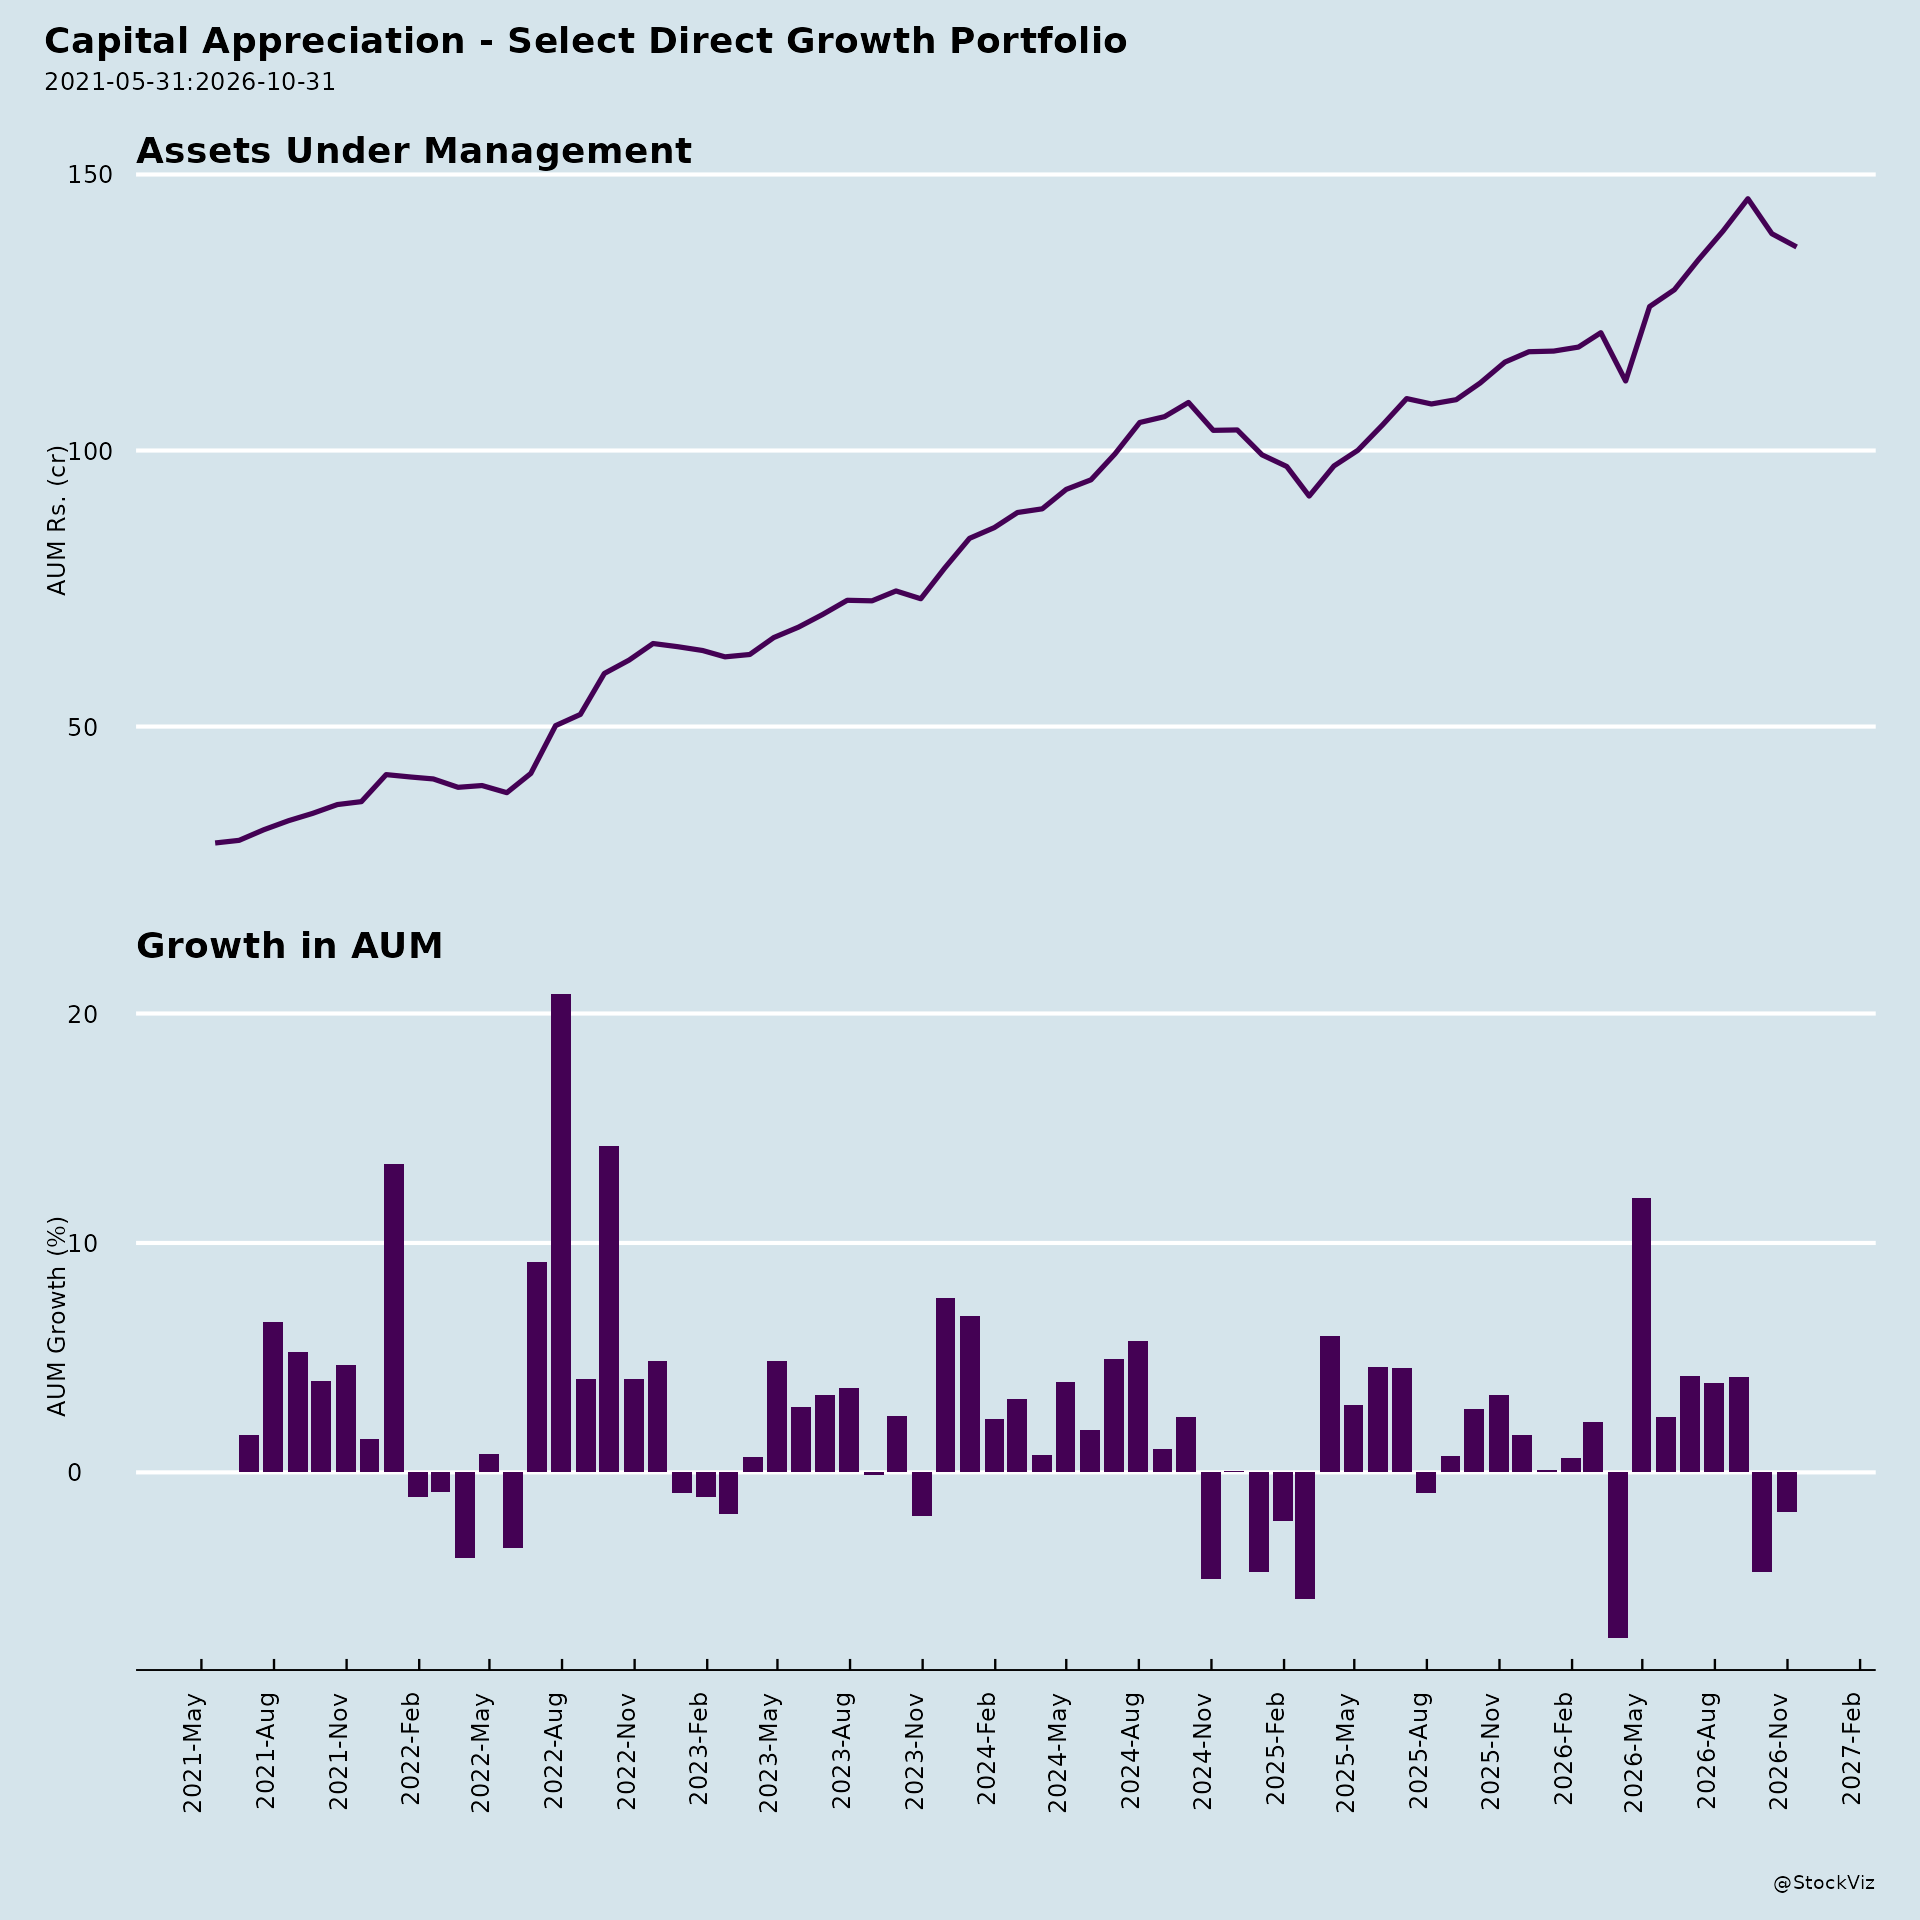 Capital Appreciation - Select Direct Growth Portfolio
2021-05-31:2026-10-31
Assets Under Management
150
100
50
AUM Rs. (cr)
Growth in AUM
20
10
0
AUM Growth (%)
2021-May
2021-Aug
2021-Nov
2022-Feb
2022-May
2022-Aug
2022-Nov
2023-Feb
2023-May
2023-Aug
2023-Nov
2024-Feb
2024-May
2024-Aug
2024-Nov
2025-Feb
2025-May
2025-Aug
2025-Nov
2026-Feb
2026-May
2026-Aug
2026-Nov
2027-Feb
@StockViz